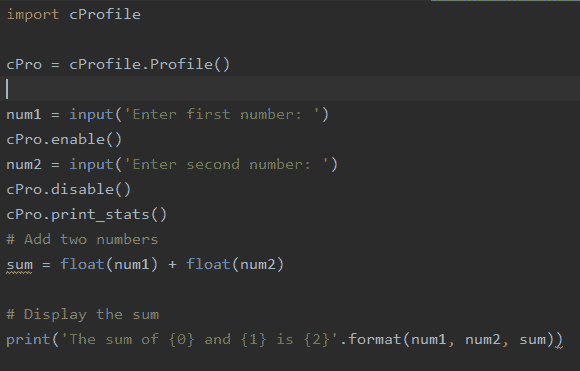 import cProfile
cPro = cProfile.Profile()
num1 = input('Enter first number: ')
cPro.enable()
num2 = input('Enter second number: ')
cPro.disable()
cPro.print_stats()
# Add two numbers
sum = float(num1) + float(num2)
# Display the sum
print('The sum of {0} and {1} is {2}'.format(num1, num2, sum))